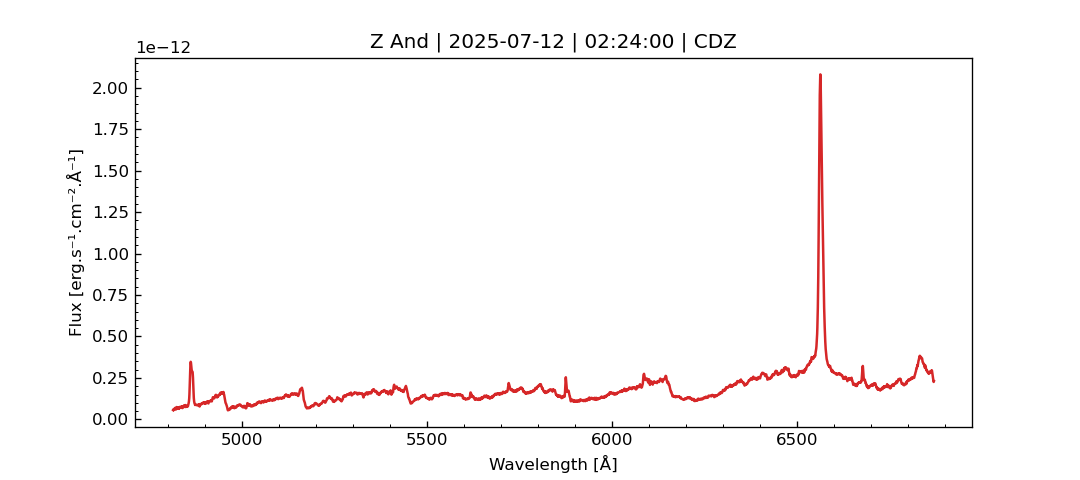 Z And | 2025-07-12 | 02:24:00 | CDZ
1e−12
2.00
1.75
1.50
1.25
1.00
0.75
0.50
0.25
0.00
Flux [erg.s⁻¹.cm⁻².Å⁻¹]
5000 5500 6000 6500
Wavelength [Å]